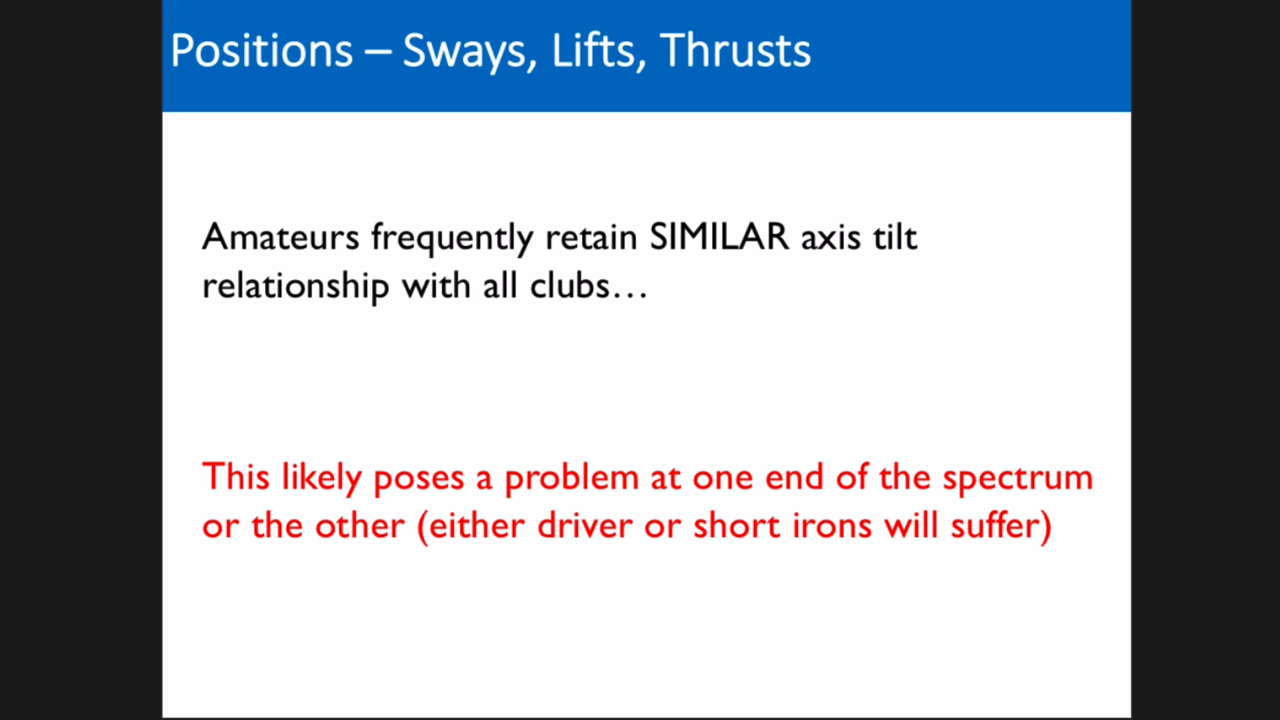 Positions – Sways, Lifts, Thrusts
Amateurs frequently retain SIMILAR axis tilt
relationship with all clubs…
This likely poses a problem at one end of the spectrum
or the other (either driver or short irons will suffer)